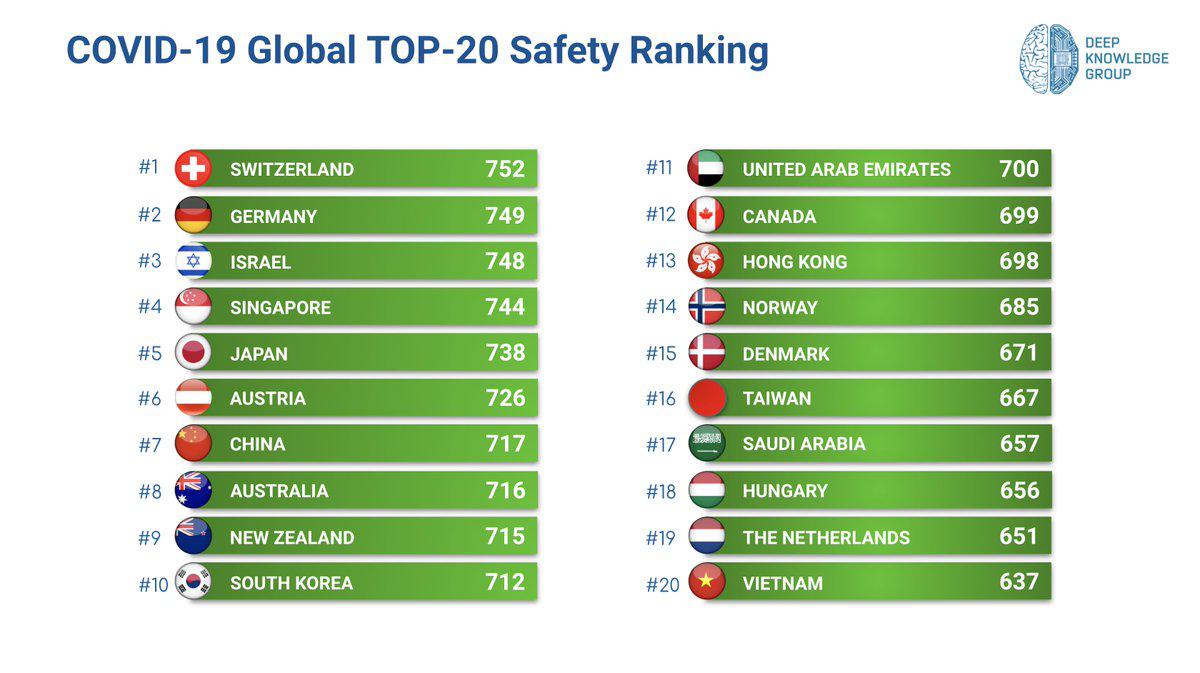 COVID-19 Global TOP-20 Safety Ranking
DEEP
KNOWLEDGE
GROUP
#1 SWITZERLAND 752
#2 GERMANY 749
#3 ISRAEL 748
#4 SINGAPORE 744
#5 JAPAN 738
#6 AUSTRIA 726
#7 CHINA 717
#8 AUSTRALIA 716
#9 NEW ZEALAND 715
#10 SOUTH KOREA 712
#11 UNITED ARAB EMIRATES 700
#12 CANADA 699
#13 HONG KONG 698
#14 NORWAY 685
#15 DENMARK 671
#16 TAIWAN 667
#17 SAUDI ARABIA 657
#18 HUNGARY 656
#19 THE NETHERLANDS 651
#20 VIETNAM 637